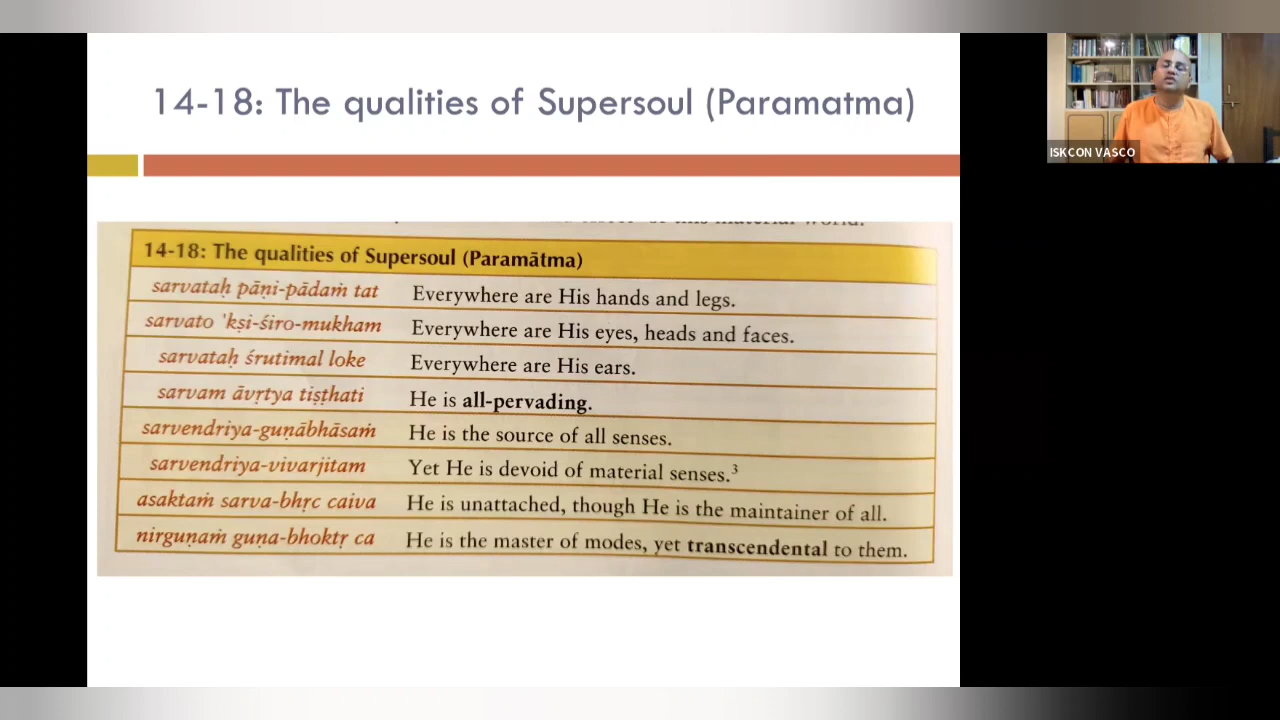 14-18: The qualities of Supersoul (Paramatma)
ISKCON VASCO
of this material world.
14-18: The qualities of Supersoul (Paramātma)
sarvataḥ pāṇi-pādaṁ tat Everywhere are His hands and legs.
sarvato 'kṣi-śiro-mukham Everywhere are His eyes, heads and faces.
sarvataḥ śrutimal loke Everywhere are His ears.
sarvam āvṛtya tiṣṭhati He is all-pervading.
sarvendriya-guṇābhāsaṁ He is the source of all senses.
sarvendriya-vivarjitam Yet He is devoid of material senses.3
asaktaṁ sarva-bhṛc caiva He is unattached, though He is the maintainer of all.
nirguṇaṁ guṇa-bhoktṛ ca He is the master of modes, yet transcendental to them.